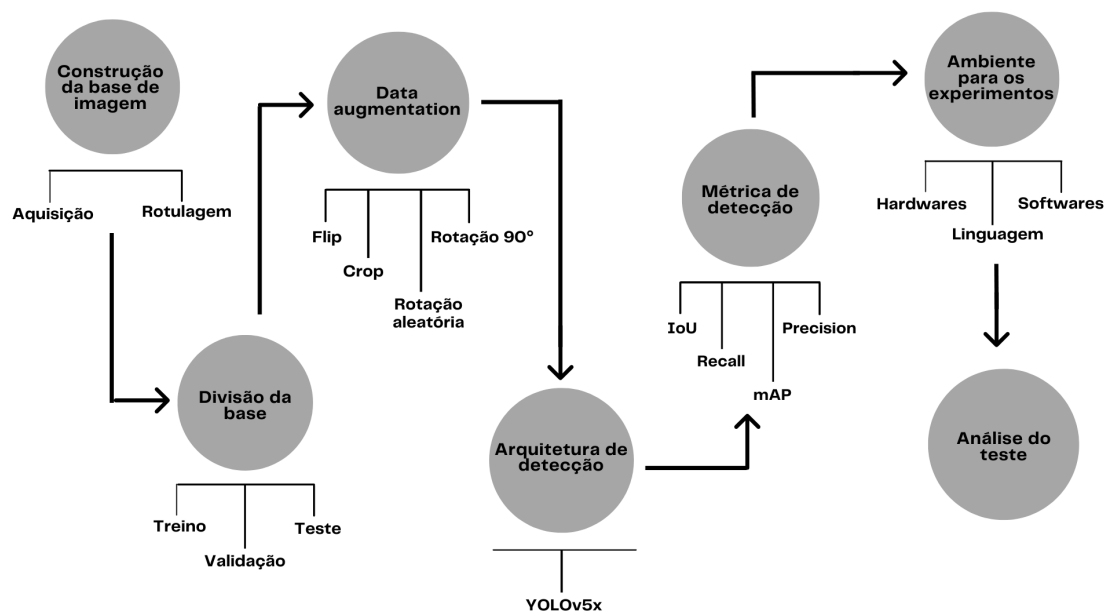 Construção
da base de
imagem
Aquisição
Rotulagem
Divisão da
base
Treino
Validação
Teste
Data
augmentation
Flip
Crop
Rotação
aleatória
Rotação 90°
Arquitetura de
detecção
YOLOv5x
Métrica de
detecção
IoU
Recall
mAP
Precision
Ambiente
para os
experimentos
Hardwares
Linguagem
Softwares
Análise do
teste